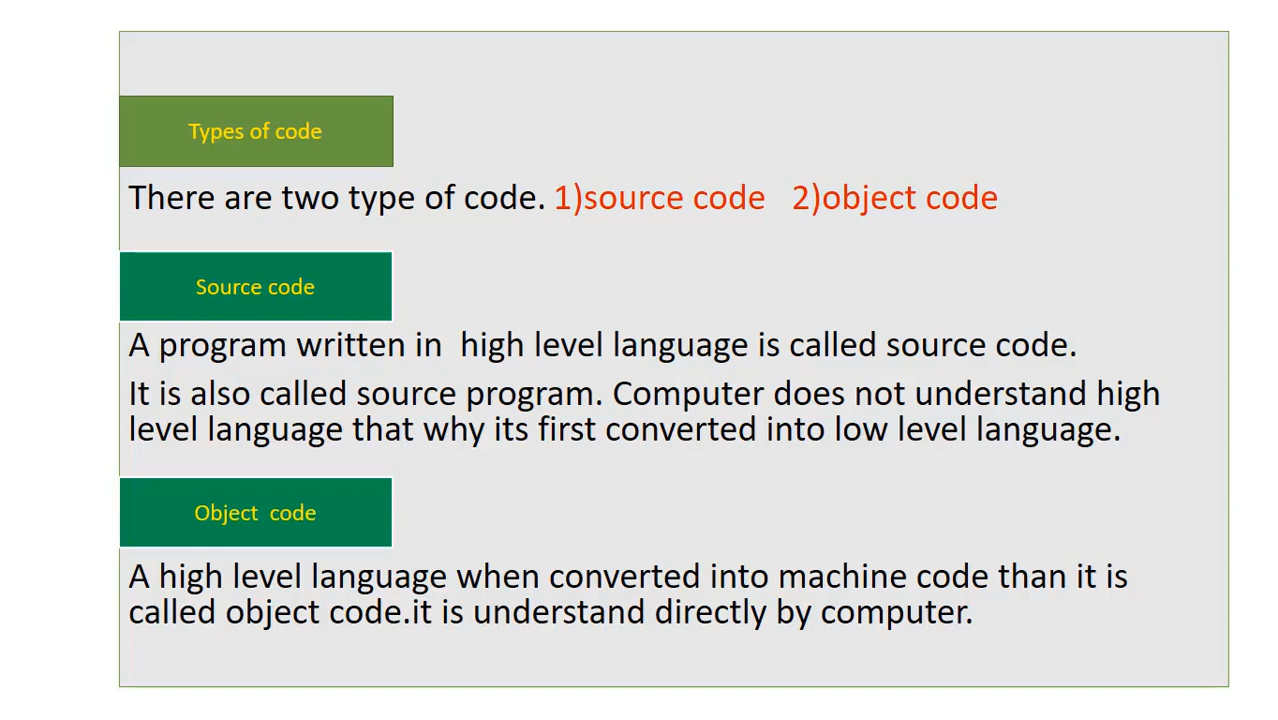 Types of code
There are two type of code. 1)source code 2)object code
Source code
A program written in high level language is called source code.
It is also called source program. Computer does not understand high
level language that why its first converted into low level language.
Object code
A high level language when converted into machine code than it is
called object code.it is understand directly by computer.